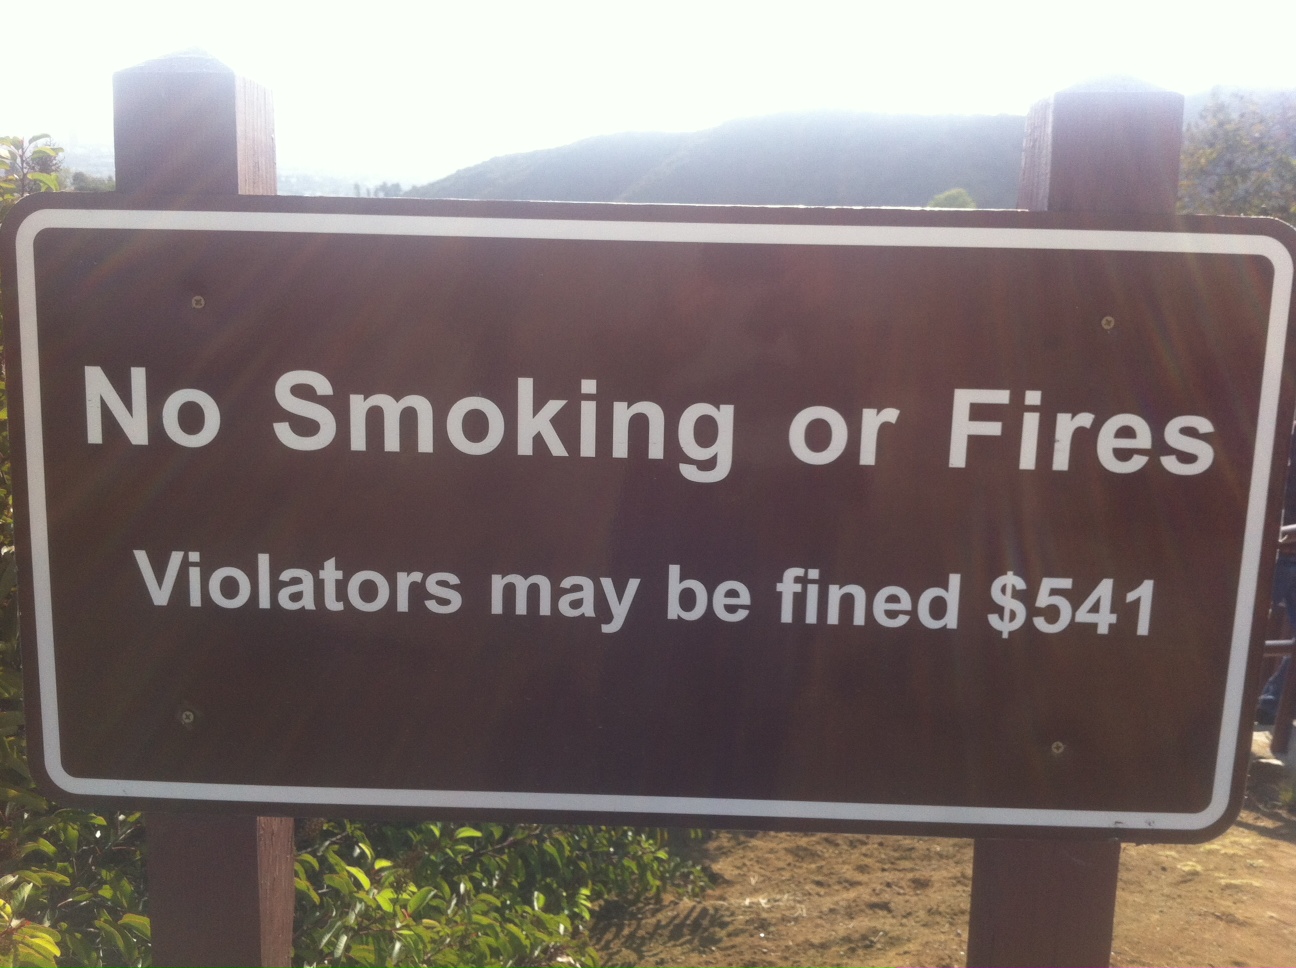 No Smoking or Fires
Violators may be fined $541